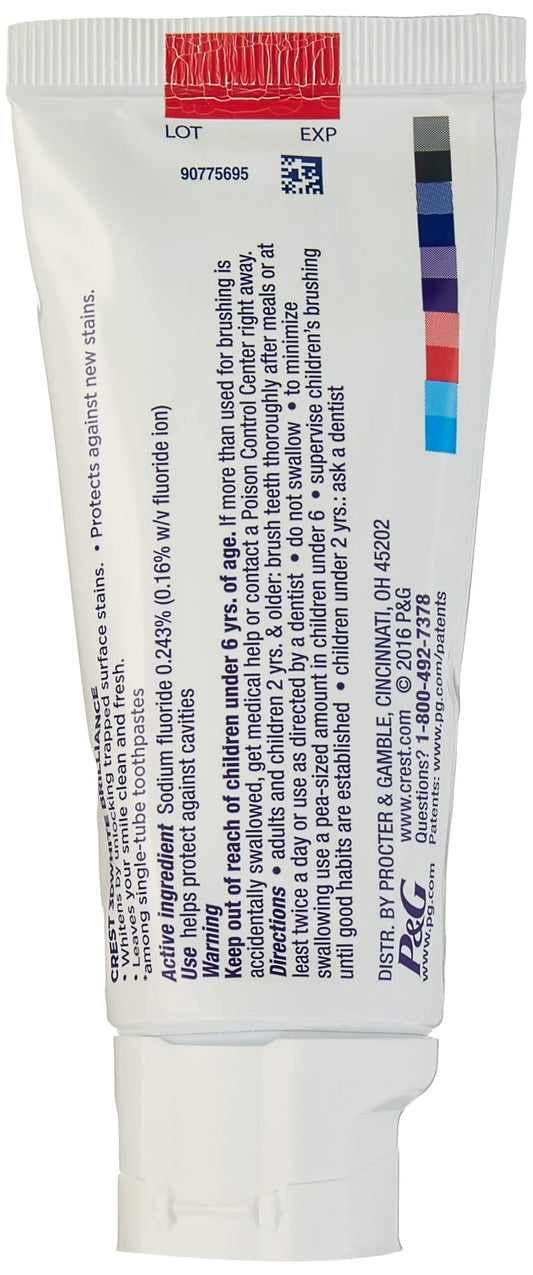 LOT EXP
90775695
CREST 3DWHITE BRILLIANCE
• Whitens by unlocking trapped surface stains. • Protects against new stains.
• Leaves your smile clean and fresh.
*among single-tube toothpastes
Active ingredient Sodium fluoride 0.243% (0.16% w/v fluoride ion)
Use helps protect against cavities
Warning
Keep out of reach of children under 6 yrs. of age. If more than used for brushing is
accidentally swallowed, get medical help or contact a Poison Control Center right away.
Directions • adults and children 2 yrs. & older: brush teeth thoroughly after meals or at
least twice a day or use as directed by a dentist • do not swallow • to minimize
swallowing use a pea-sized amount in children under 6 • supervise children's brushing
until good habits are established • children under 2 yrs.: ask a dentist
DISTR. BY PROCTER & GAMBLE, CINCINNATI, OH 45202
P&G www.crest.com © 2016 P&G
Questions? 1-800-492-7378
www.pg.com Patents: www.pg.com/patents